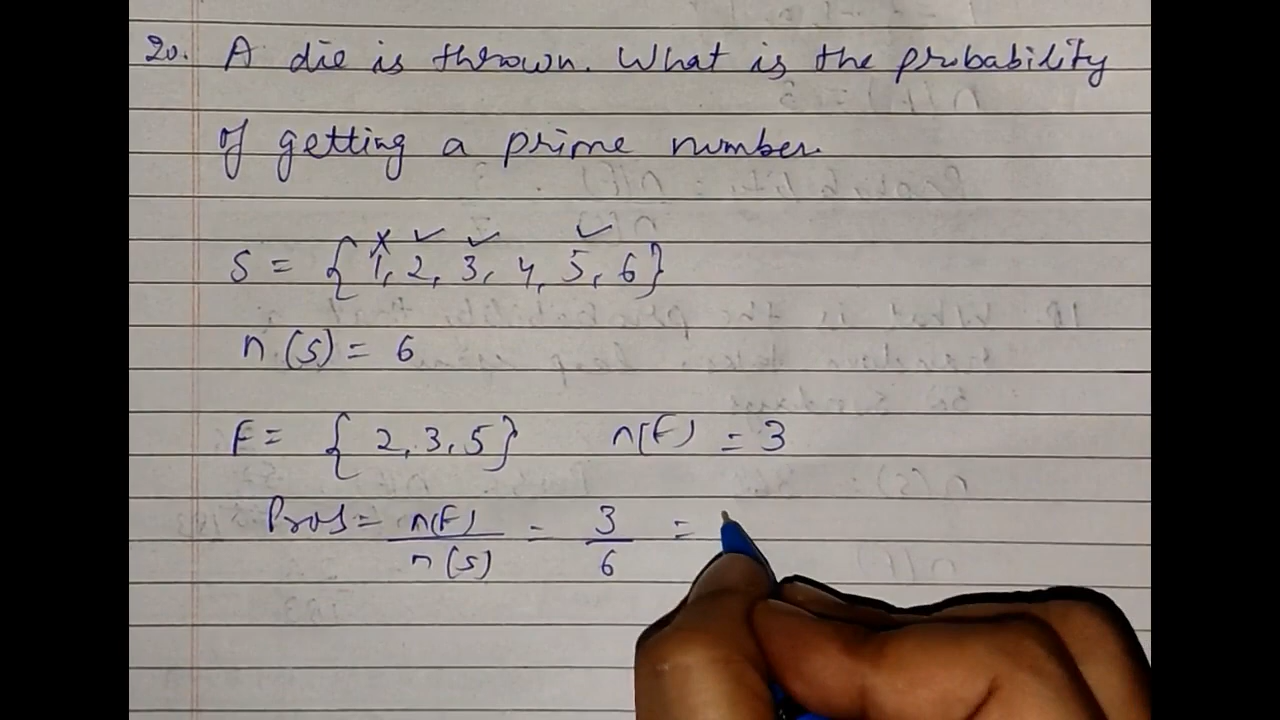 20. A die is thrown. What is the probability
of getting a prime number.
S = { 1, 2, 3, 4, 5, 6}
n (S) = 6
F = { 2, 3, 5} n(F) = 3
Prob = n(F) / n(S) = 3 / 6 =